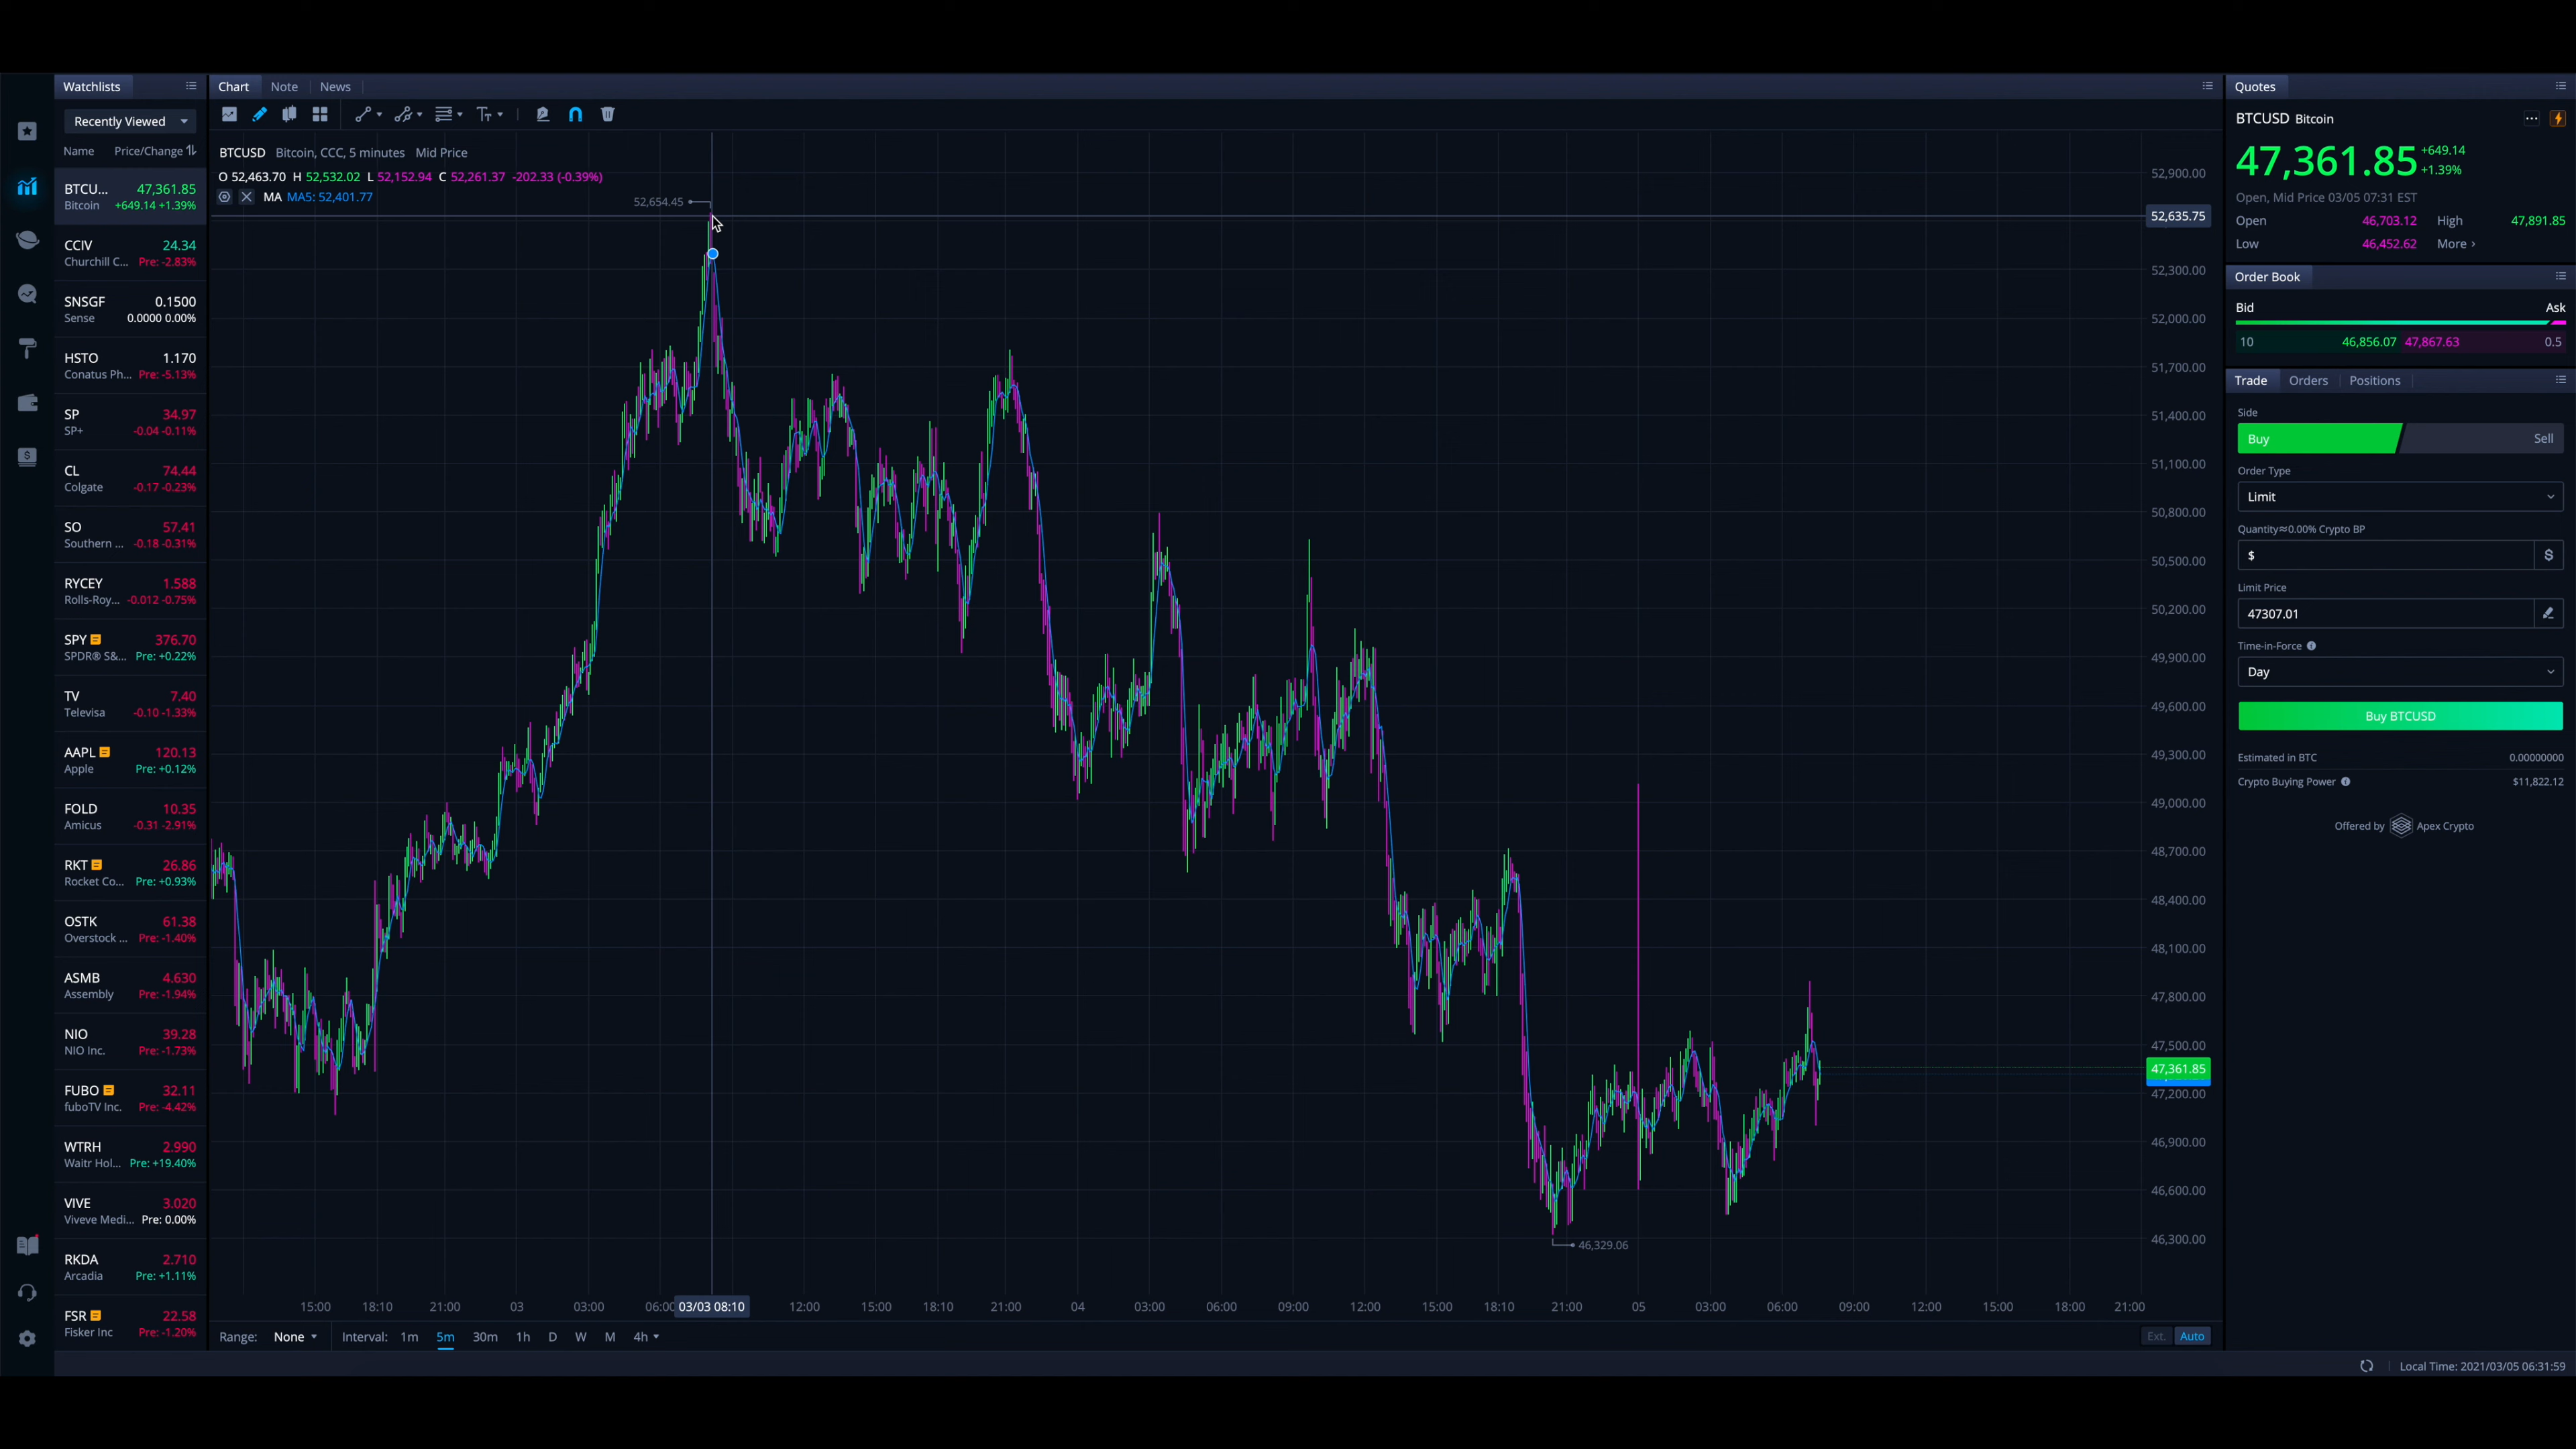 Watchlists
Recently Viewed
Name Price/Change
BTCU... 47,361.85
Bitcoin +649.14 +1.39%
CCIV 24.34
Churchill C... Pre: -2.83%
SNSGF 0.1500
Sense 0.0000 0.00%
HSTO 1.170
Conatus Ph... Pre: -5.13%
SP 34.97
SP+ -0.04 -0.11%
CL 74.44
Colgate -0.17 -0.23%
SO 57.41
Southern ... -0.18 -0.31%
RYCEY 1.588
Rolls-Roy... -0.012 -0.75%
SPY 376.70
SPDR® S&... Pre: +0.22%
TV 7.40
Televisa -0.10 -1.33%
AAPL 120.13
Apple Pre: +0.12%
FOLD 10.35
Amicus -0.31 -2.91%
RKT 26.86
Rocket Co... Pre: +0.93%
OSTK 61.38
Overstock ... Pre: -1.40%
ASMB 4.630
Assembly Pre: -1.94%
NIO 39.28
NIO Inc. Pre: -1.73%
FUBO 32.11
fuboTV Inc. Pre: -4.42%
WTRH 2.990
Waitr Hol... Pre: +19.40%
VIVE 3.020
Viveve Medi... Pre: 0.00%
RKDA 2.710
Arcadia Pre: +1.11%
FSR 22.58
Fisker Inc Pre: -1.20%
Chart Note News
BTCUSD Bitcoin, CCC, 5 minutes Mid Price
O 52,463.70 H 52,532.02 L 52,152.94 C 52,261.37 -202.33 (-0.39%)
MA MA5: 52,401.77
52,654.45
46,329.06
52,900.00
52,635.75
52,300.00
52,000.00
51,700.00
51,400.00
51,100.00
50,800.00
50,500.00
50,200.00
49,900.00
49,600.00
49,300.00
49,000.00
48,700.00
48,400.00
48,100.00
47,800.00
47,500.00
47,361.85
47,200.00
46,900.00
46,600.00
46,300.00
15:00 18:10 21:00 03 03:00 06:00 03/03 08:10 12:00 15:00 18:10 21:00 04 03:00 06:00 09:00 12:00 15:00 18:10 21:00 05 03:00 06:00 09:00 12:00 15:00 18:00 21:00
Range: None Interval: 1m 5m 30m 1h D W M 4h Ext. Auto
Quotes
BTCUSD Bitcoin
47,361.85 +649.14
+1.39%
Open, Mid Price 03/05 07:31 EST
Open 46,703.12 High 47,891.85
Low 46,452.62 More
Order Book
Bid Ask
10 46,856.07 47,867.63 0.5
Trade Orders Positions
Side
Buy Sell
Order Type
Limit
Quantity≈0.00% Crypto BP
$ $
Limit Price
47307.01
Time-in-Force
Day
Buy BTCUSD
Estimated in BTC 0.00000000
Crypto Buying Power $11,822.12
Offered by Apex Crypto
Local Time: 2021/03/05 06:31:59